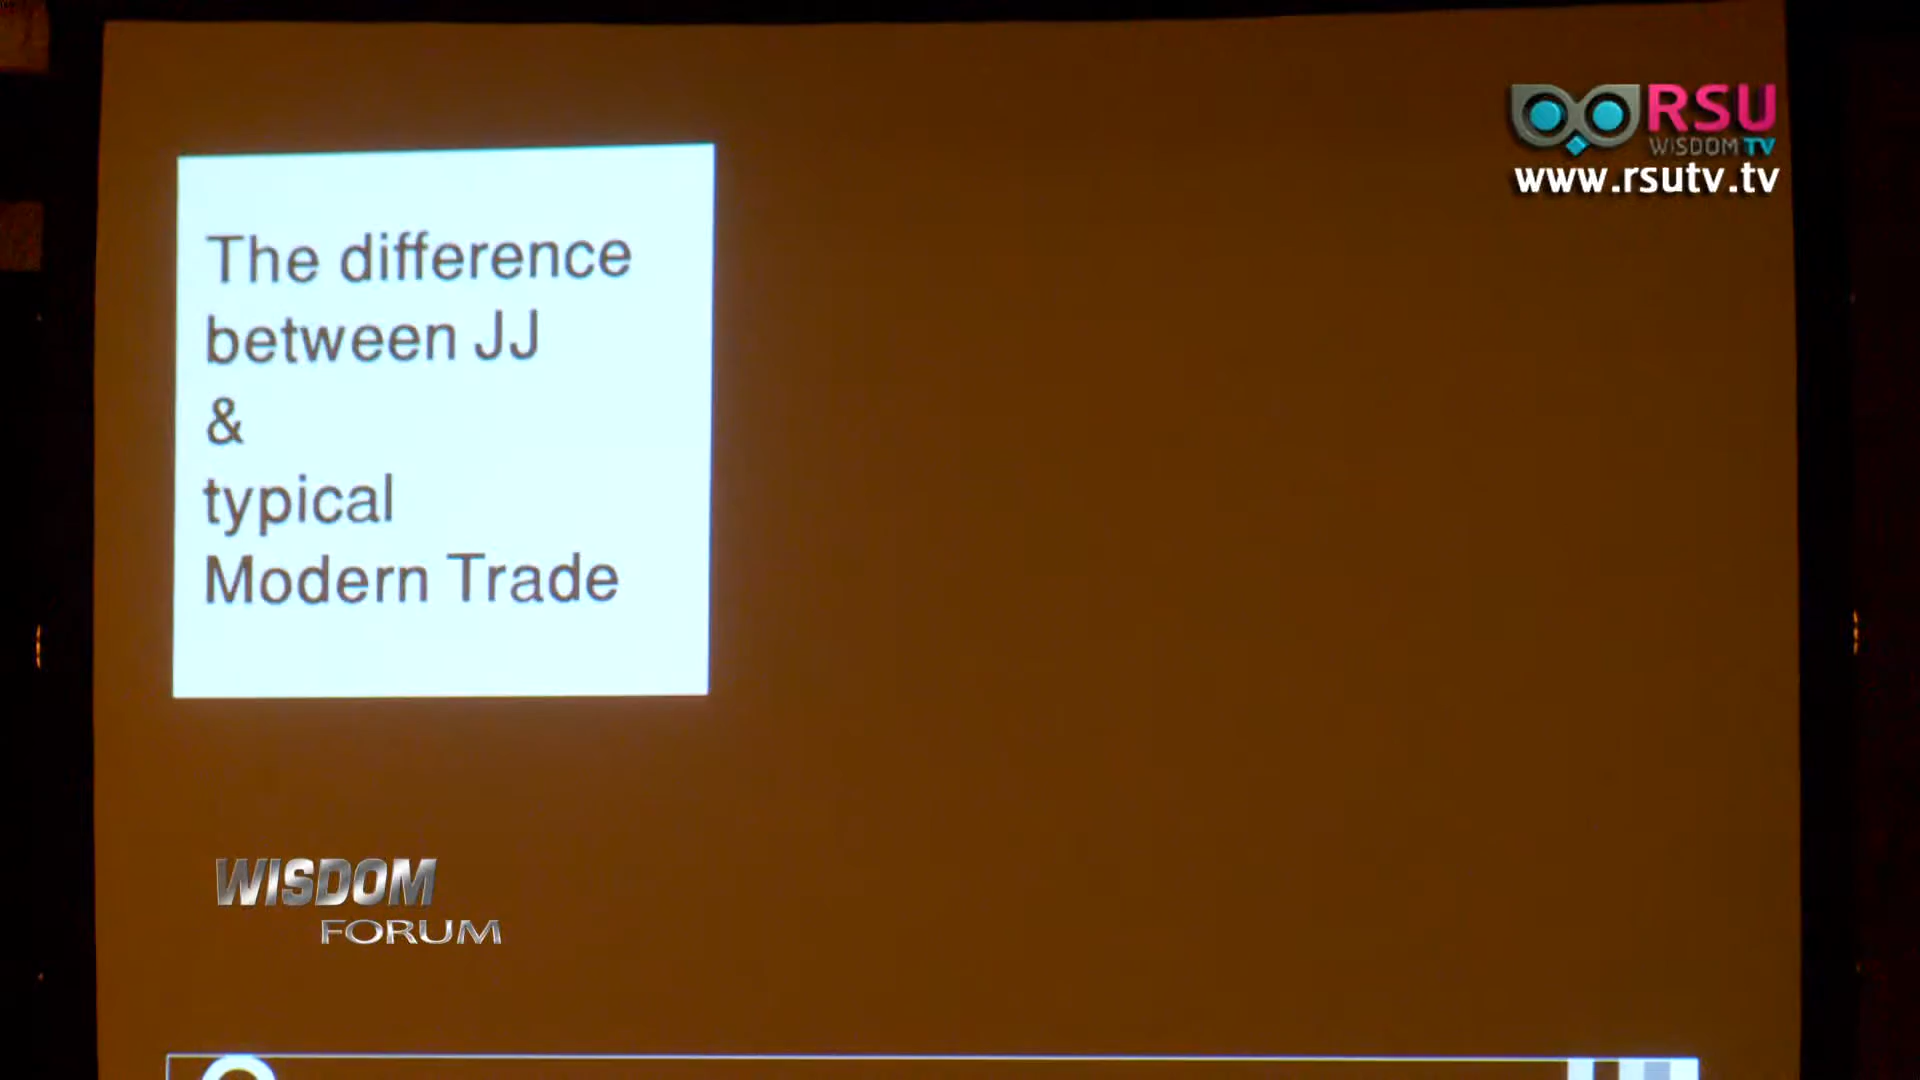 RSU
WISDOM TV
www.rsutv.tv
The difference
between JJ
&
typical
Modern Trade
WISDOM
FORUM